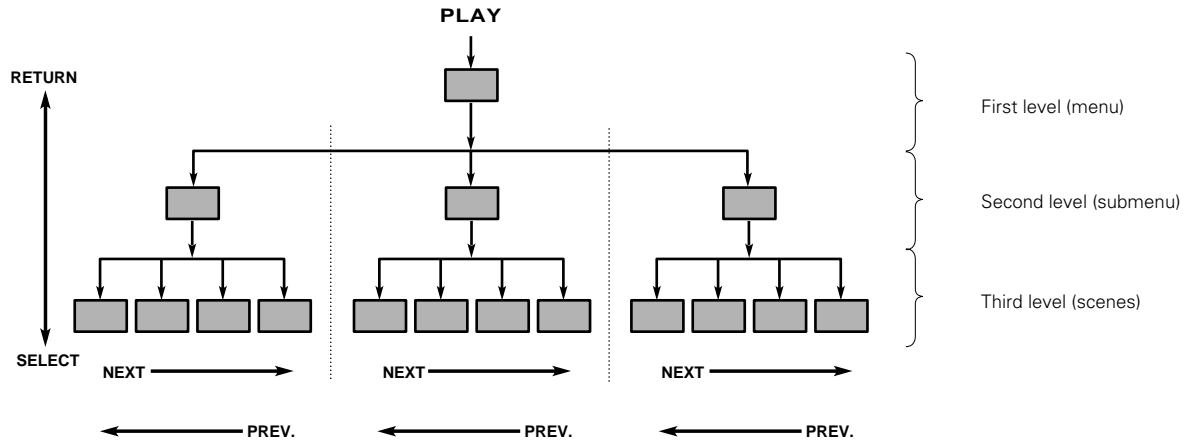 PLAY
RETURN
First level (menu)
Second level (submenu)
Third level (scenes)
SELECT
NEXT
NEXT
NEXT
PREV.
PREV.
PREV.